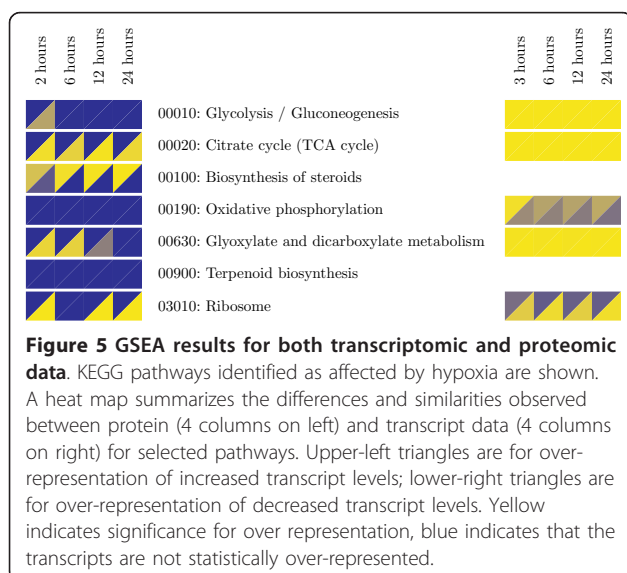 2 hours
6 hours
12 hours
24 hours
3 hours
6 hours
12 hours
24 hours
00010: Glycolysis / Gluconeogenesis
00020: Citrate cycle (TCA cycle)
00100: Biosynthesis of steroids
00190: Oxidative phosphorylation
00630: Glyoxylate and dicarboxylate metabolism
00900: Terpenoid biosynthesis
03010: Ribosome
Figure 5 GSEA results for both transcriptomic and proteomic
data. KEGG pathways identified as affected by hypoxia are shown.
A heat map summarizes the differences and similarities observed
between protein (4 columns on left) and transcript data (4 columns
on right) for selected pathways. Upper-left triangles are for over-
representation of increased transcript levels; lower-right triangles are
for over-representation of decreased transcript levels. Yellow
indicates significance for over representation, blue indicates that the
transcripts are not statistically over-represented.